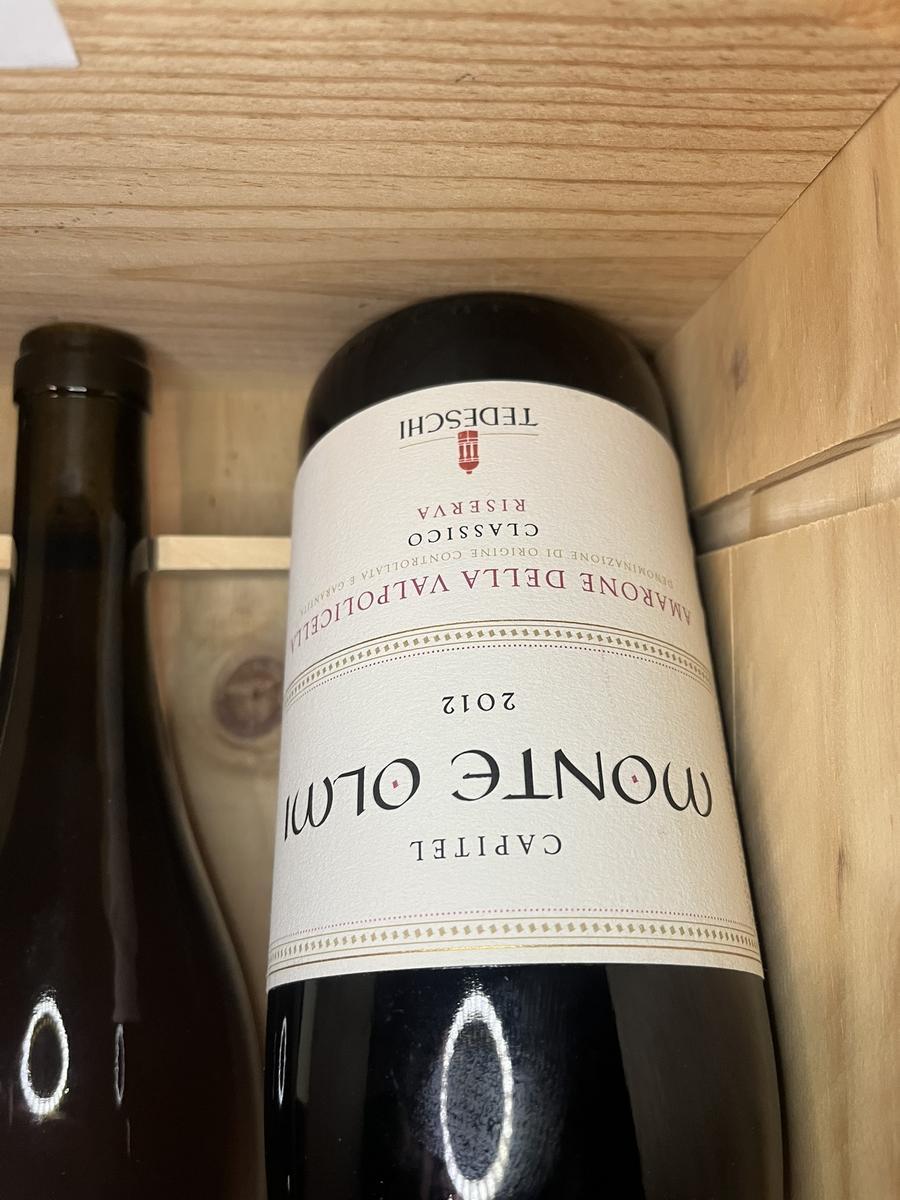 CAPITEL
MONTE OLMI
2012
AMARONE DELLA VALPOLICELLA
DENOMINAZIONE DI ORIGINE CONTROLLATA E GARANTITA
CLASSICO
RISERVA
TEDESCHI